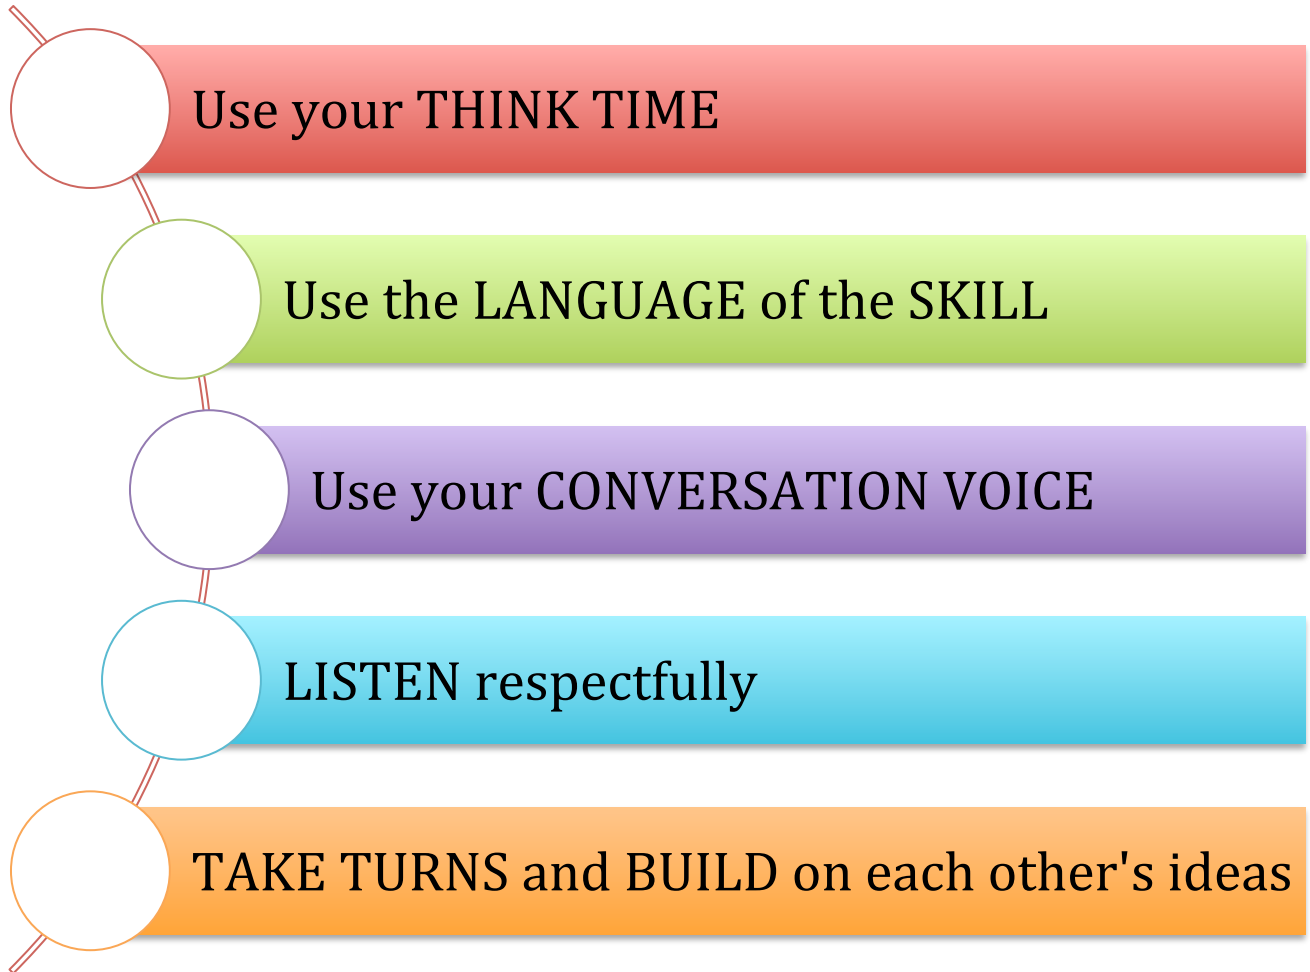 Use your THINK TIME
Use the LANGUAGE of the SKILL
Use your CONVERSATION VOICE
LISTEN respectfully
TAKE TURNS and BUILD on each other's ideas